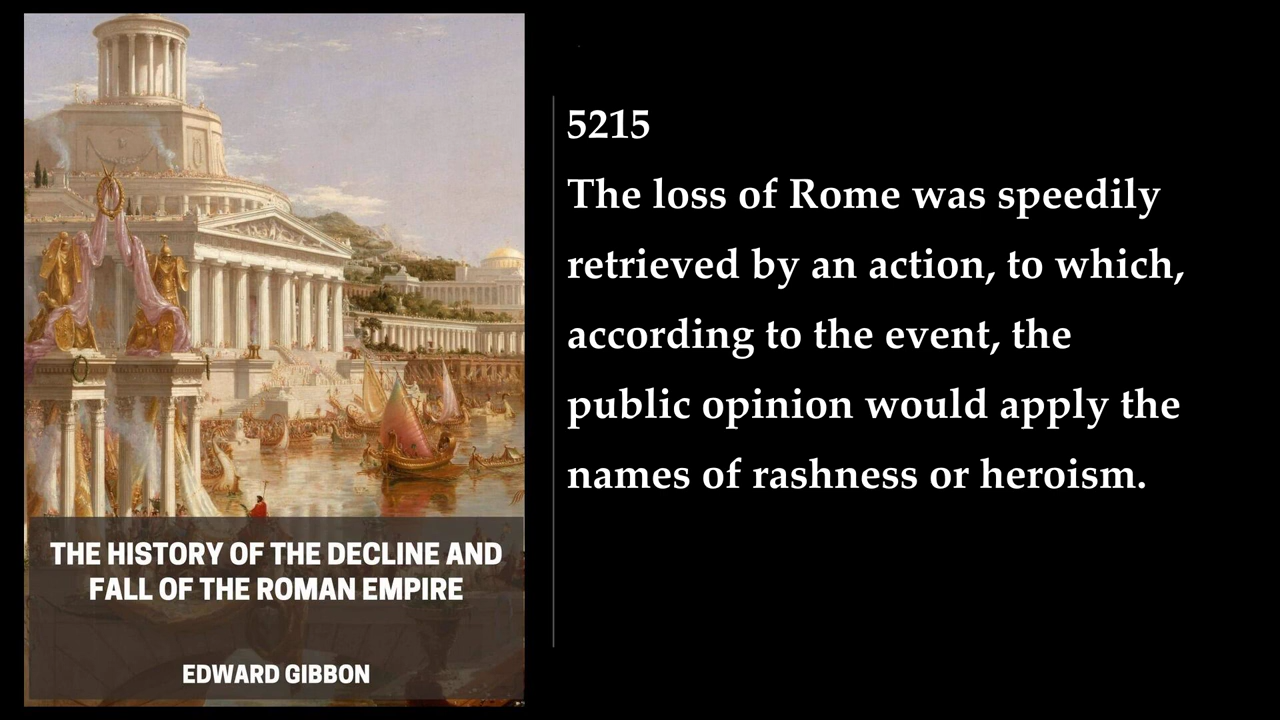 5215
The loss of Rome was speedily
retrieved by an action, to which,
according to the event, the
public opinion would apply the
names of rashness or heroism.
THE HISTORY OF THE DECLINE AND
FALL OF THE ROMAN EMPIRE
EDWARD GIBBON